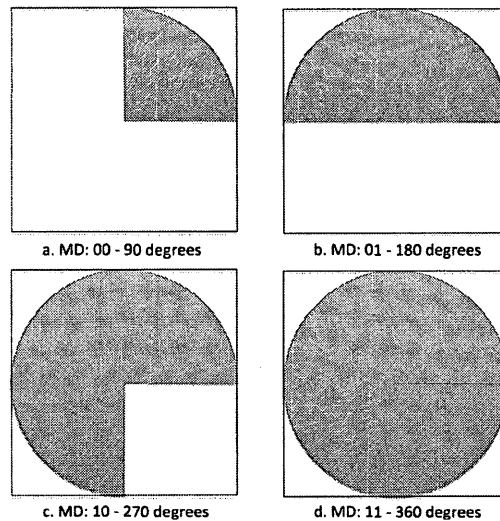 a. MD: 00 - 90 degrees
b. MD: 01 - 180 degrees
c. MD: 10 - 270 degrees
d. MD: 11 - 360 degrees